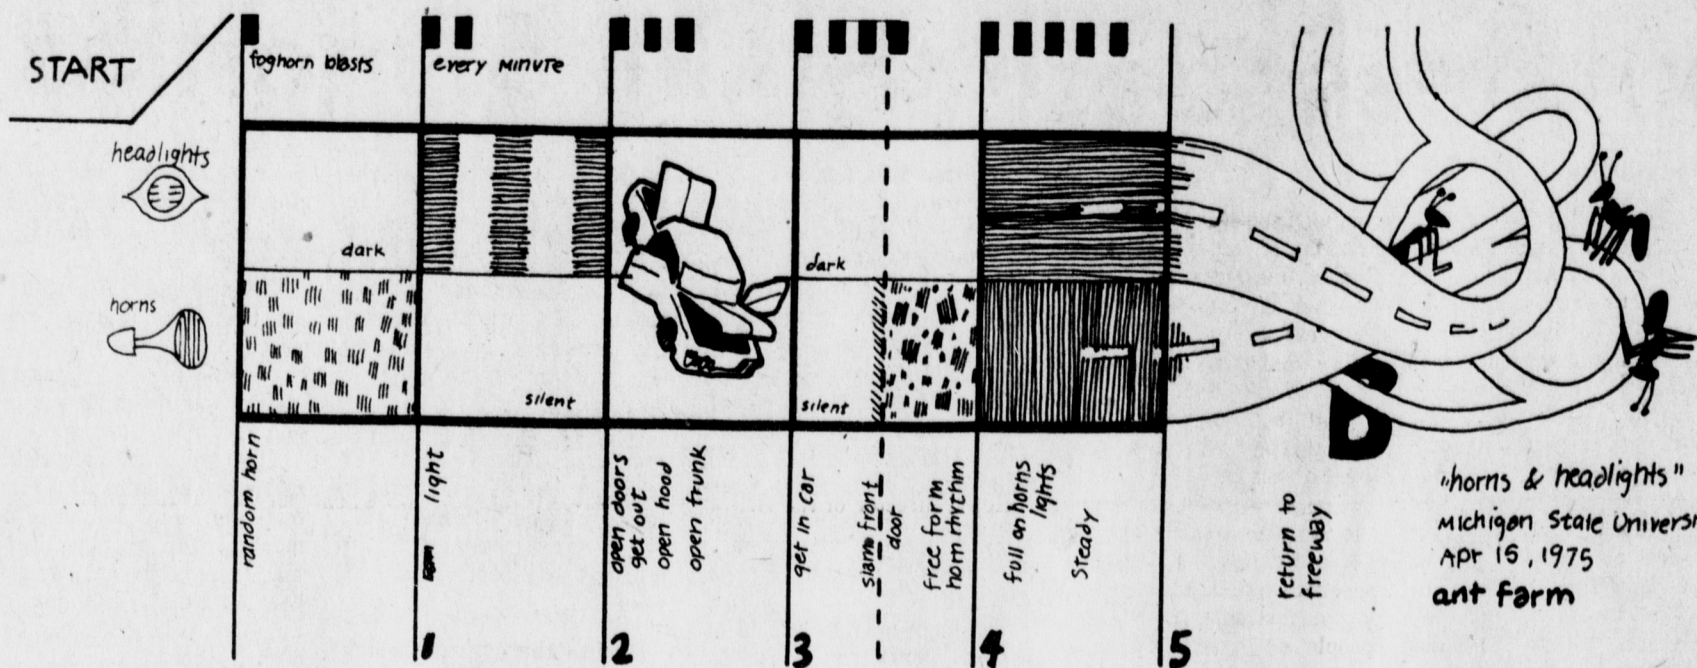 START
foghorn blasts
every minute
headlights
dark
dark
horns
silent
silent
random horn
light
open doors
get out
open hood
open trunk
get in car
slam front
door
free form
horn rhythm
full on horns
lights
steady
return to
freeway
"horns & headlights"
Michigan State Universi
Apr 15, 1975
ant farm
1
2
3
4
5